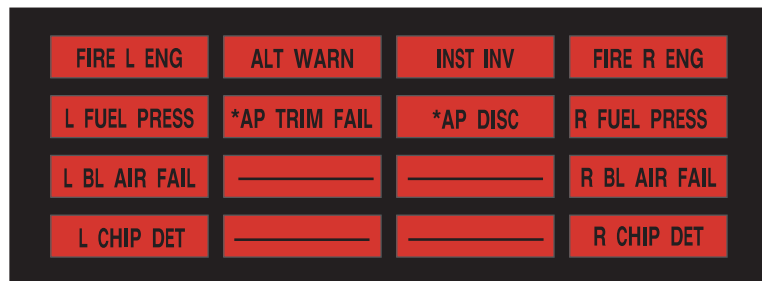 FIRE L ENG ALT WARN INST INV FIRE R ENG
L FUEL PRESS *AP TRIM FAIL *AP DISC R FUEL PRESS
L BL AIR FAIL R BL AIR FAIL
L CHIP DET R CHIP DET